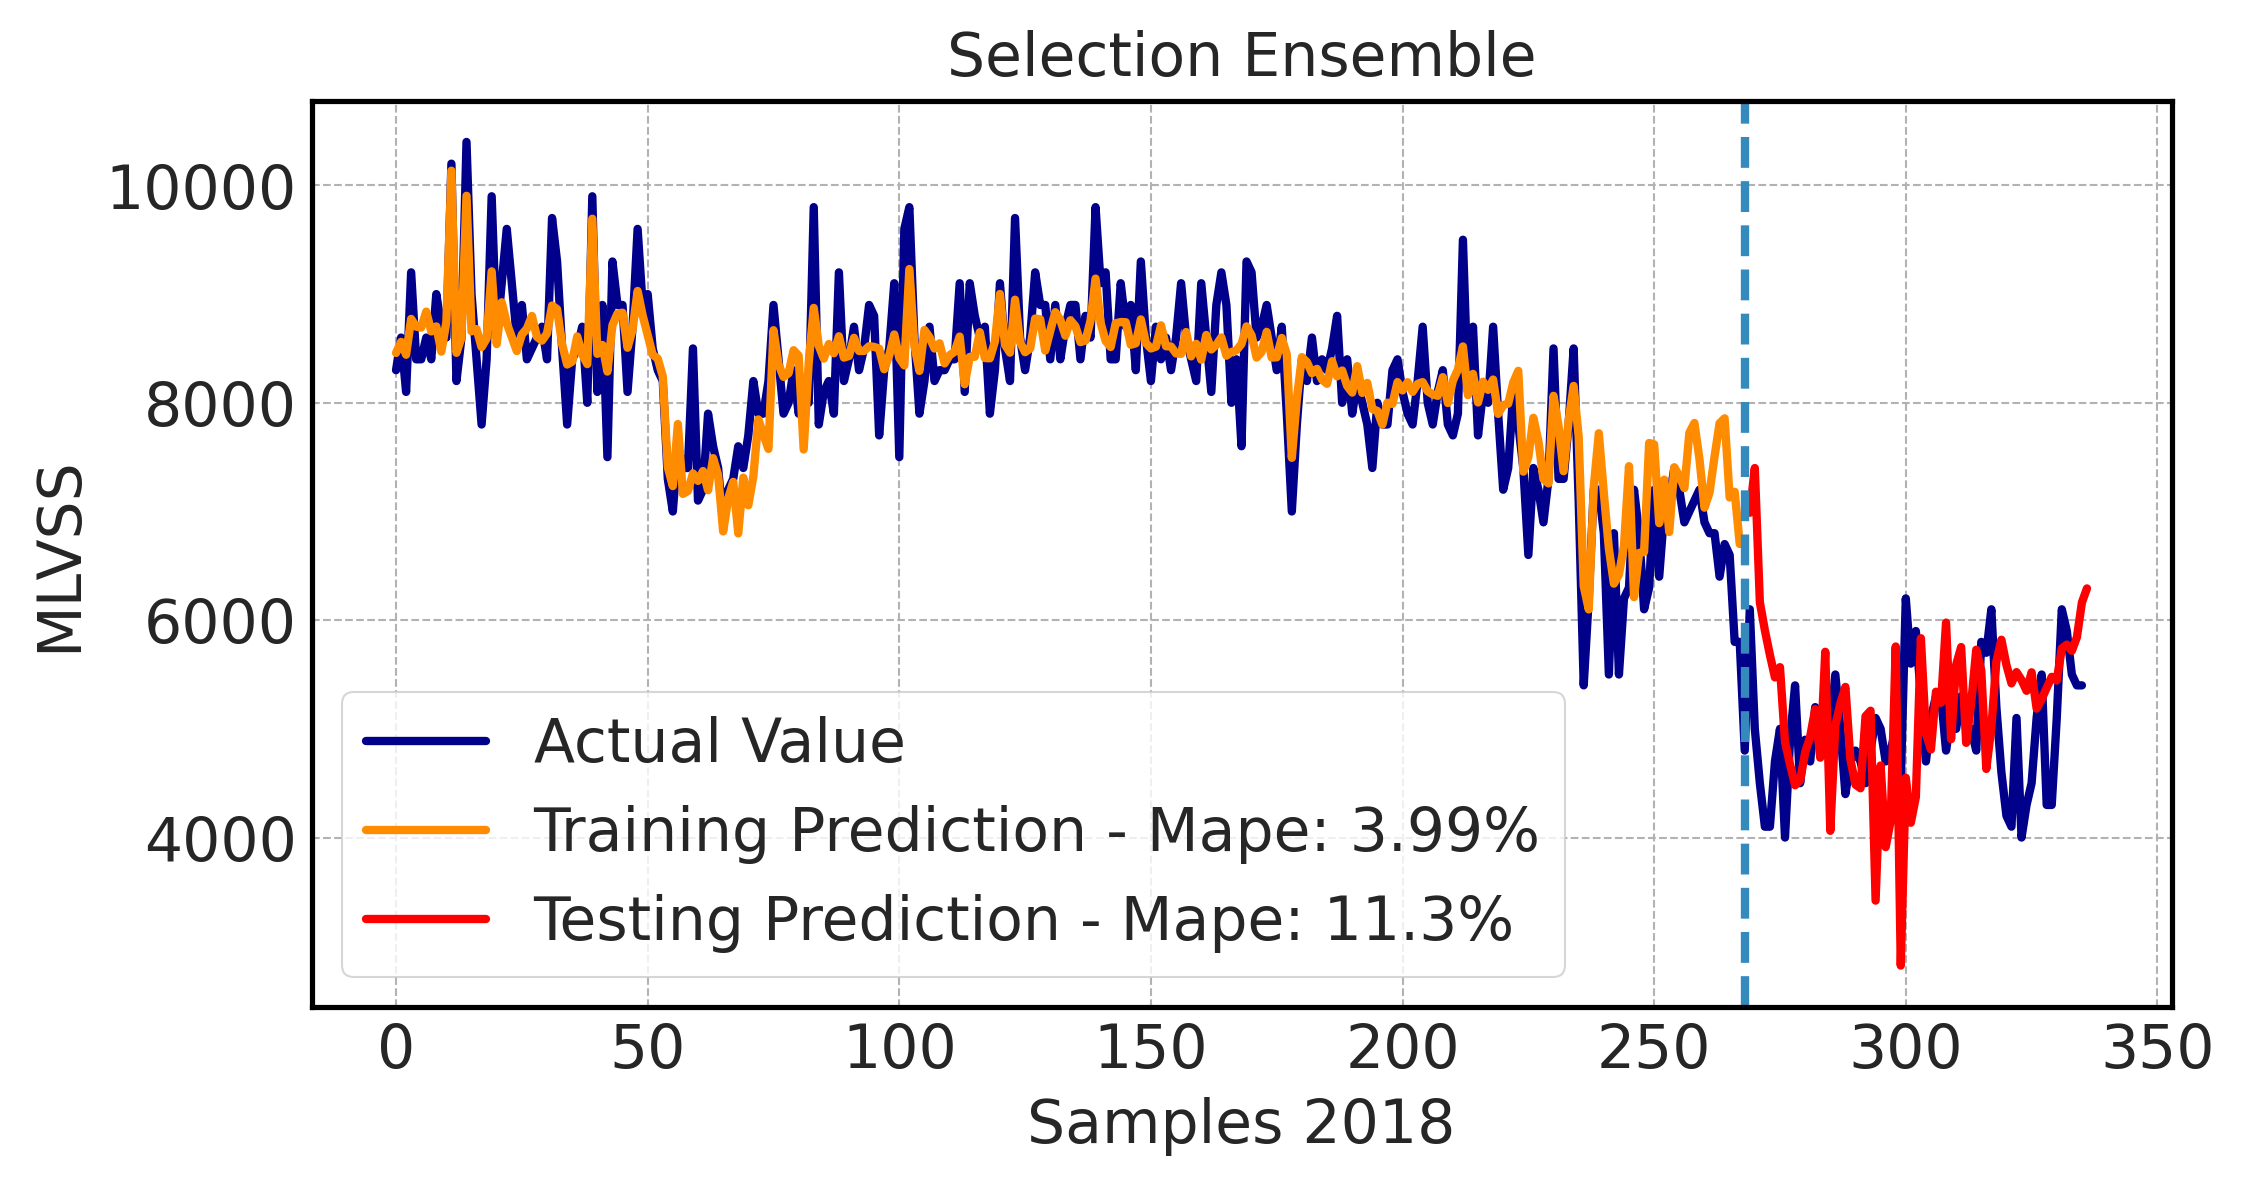 Selection Ensemble
MLVSS
10000
8000
6000
4000
Actual Value
Training Prediction - Mape: 3.99%
Testing Prediction - Mape: 11.3%
0 50 100 150 200 250 300 350
Samples 2018